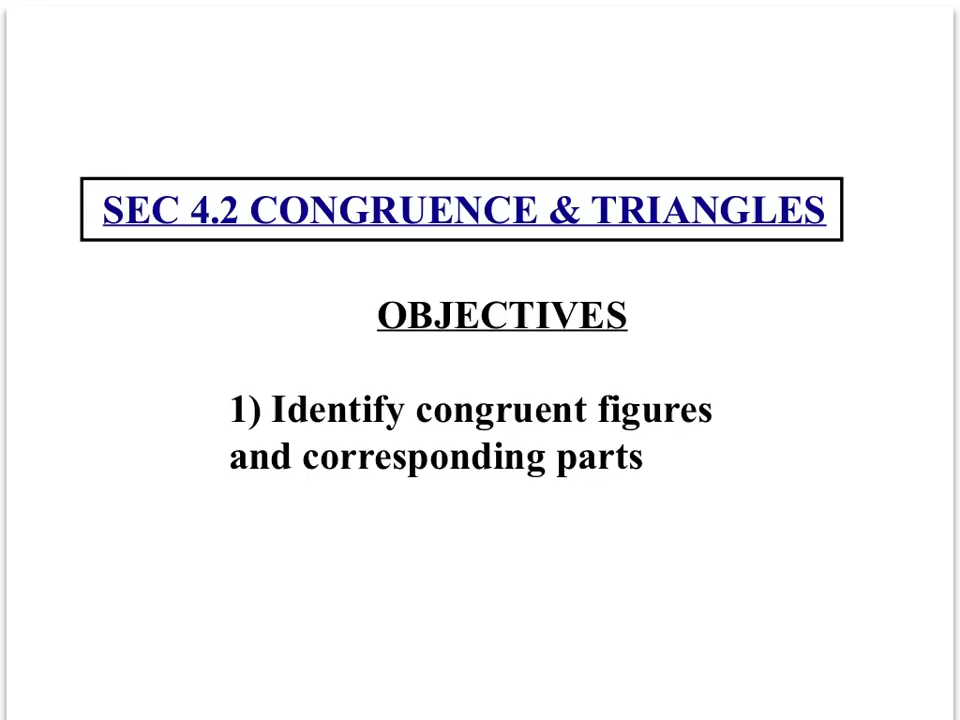 SEC 4.2 CONGRUENCE & TRIANGLES
OBJECTIVES
1) Identify congruent figures
and corresponding parts